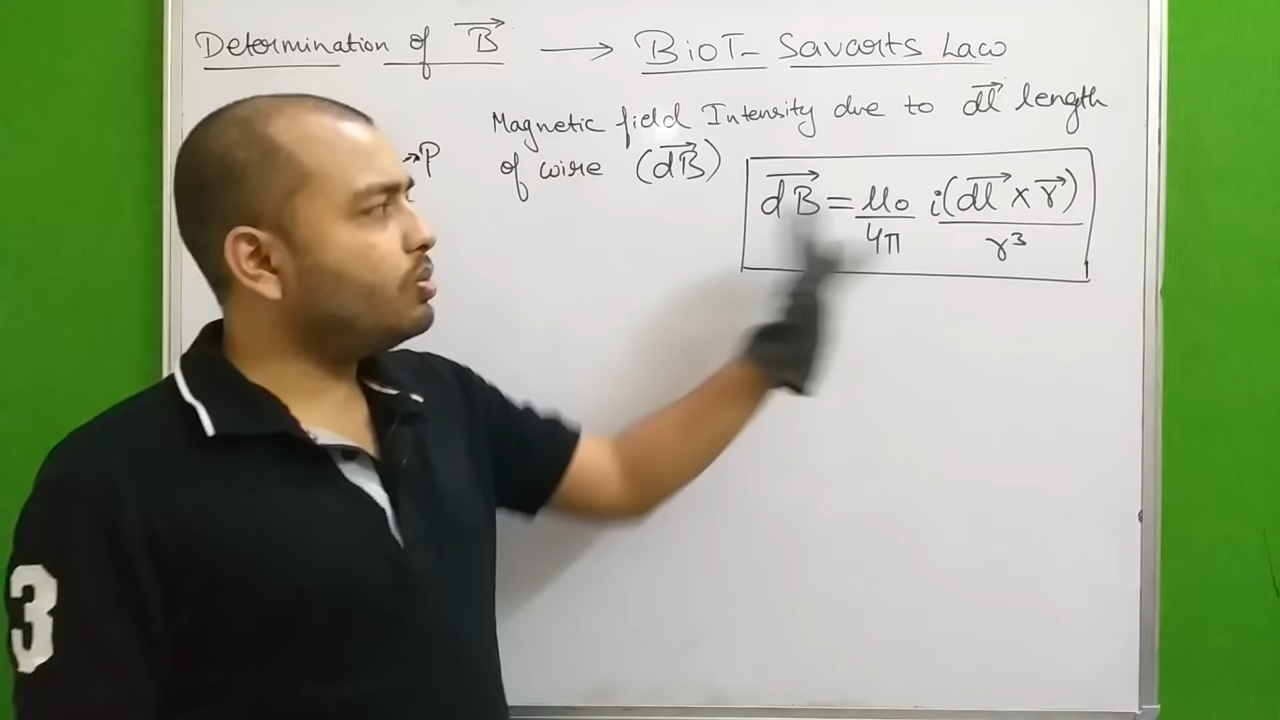 Determination of B⃗ → BioT-Savarts Law
Magnetic field Intensity due to dl⃗ length
P of wire (dB⃗)
dB⃗ = μ₀/4π i(dl⃗ × r⃗)/r³
3